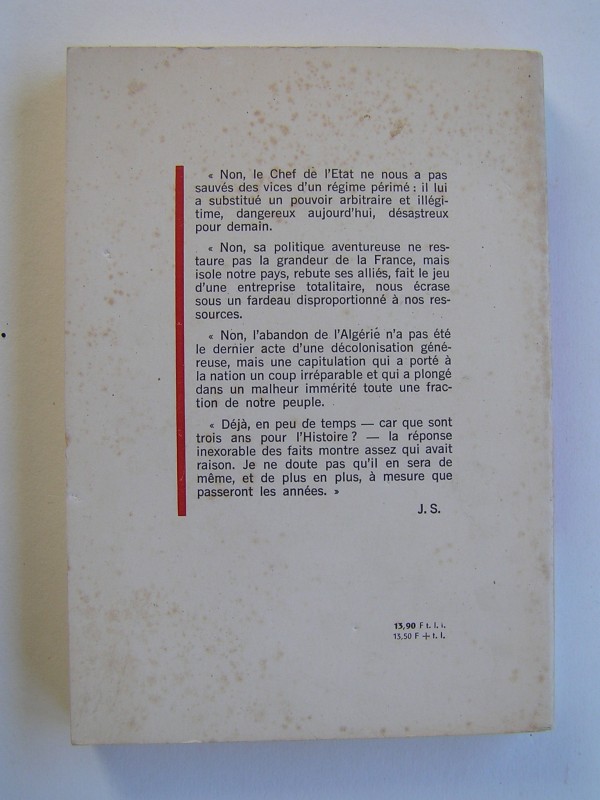 « Non, le Chef de l'Etat ne nous a pas
sauvés des vices d'un régime périmé : il lui
a substitué un pouvoir arbitraire et illégi-
time, dangereux aujourd'hui, désastreux
pour demain.
« Non, sa politique aventureuse ne res-
taure pas la grandeur de la France, mais
isole notre pays, rebute ses alliés, fait le jeu
d'une entreprise totalitaire, nous écrase
sous un fardeau disproportionné à nos res-
sources.
« Non, l'abandon de l'Algérie n'a pas été
le dernier acte d'une décolonisation géné-
reuse, mais une capitulation qui a porté à
la nation un coup irréparable et qui a plongé
dans un malheur immérité toute une frac-
tion de notre peuple.
« Déjà, en peu de temps — car que sont
trois ans pour l'Histoire ? — la réponse
inexorable des faits montre assez qui avait
raison. Je ne doute pas qu'il en sera de
même, et de plus en plus, à mesure que
passeront les années. »
J. S.
13,90 F t. l. i.
13,50 F + t. l.